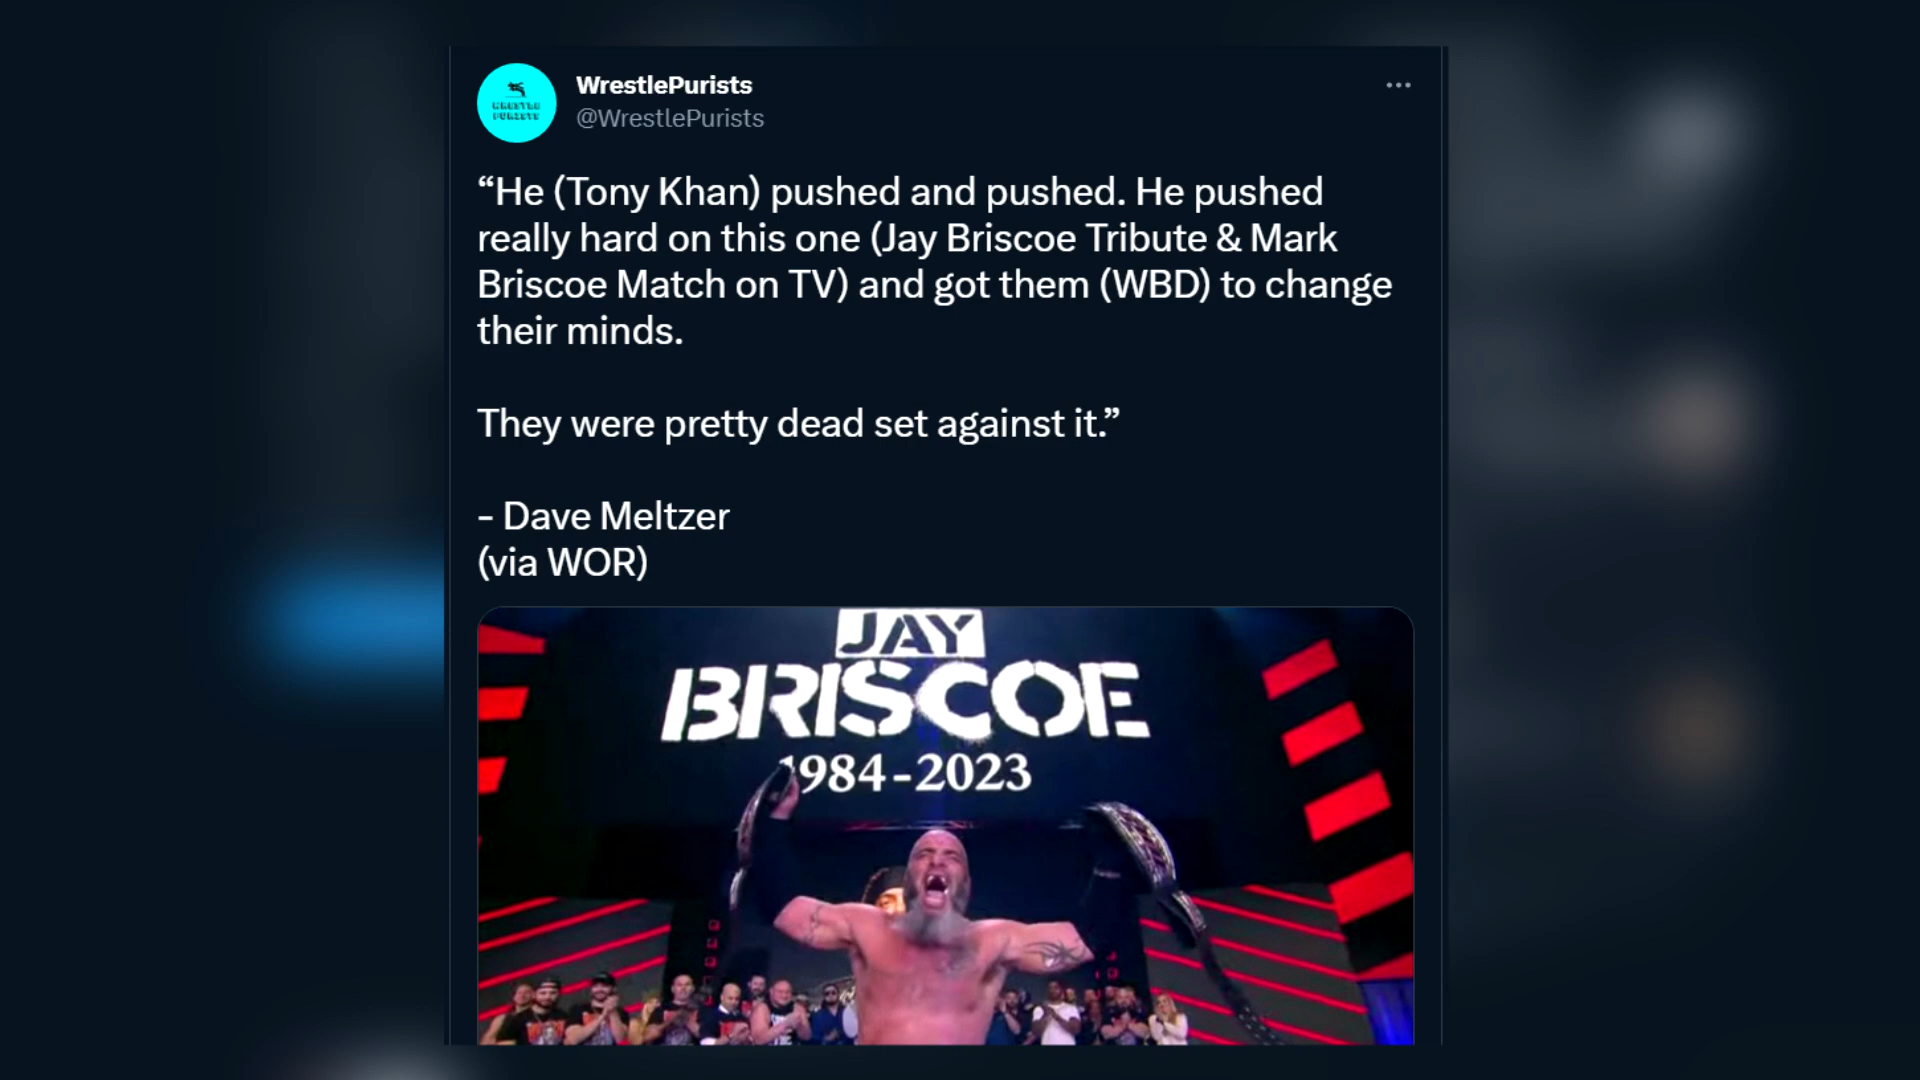 WrestlePurists
@WrestlePurists
WRESTLE
PURISTS
“He (Tony Khan) pushed and pushed. He pushed
really hard on this one (Jay Briscoe Tribute & Mark
Briscoe Match on TV) and got them (WBD) to change
their minds.
They were pretty dead set against it.”
- Dave Meltzer
(via WOR)
JAY
BRISCOE
1984-2023